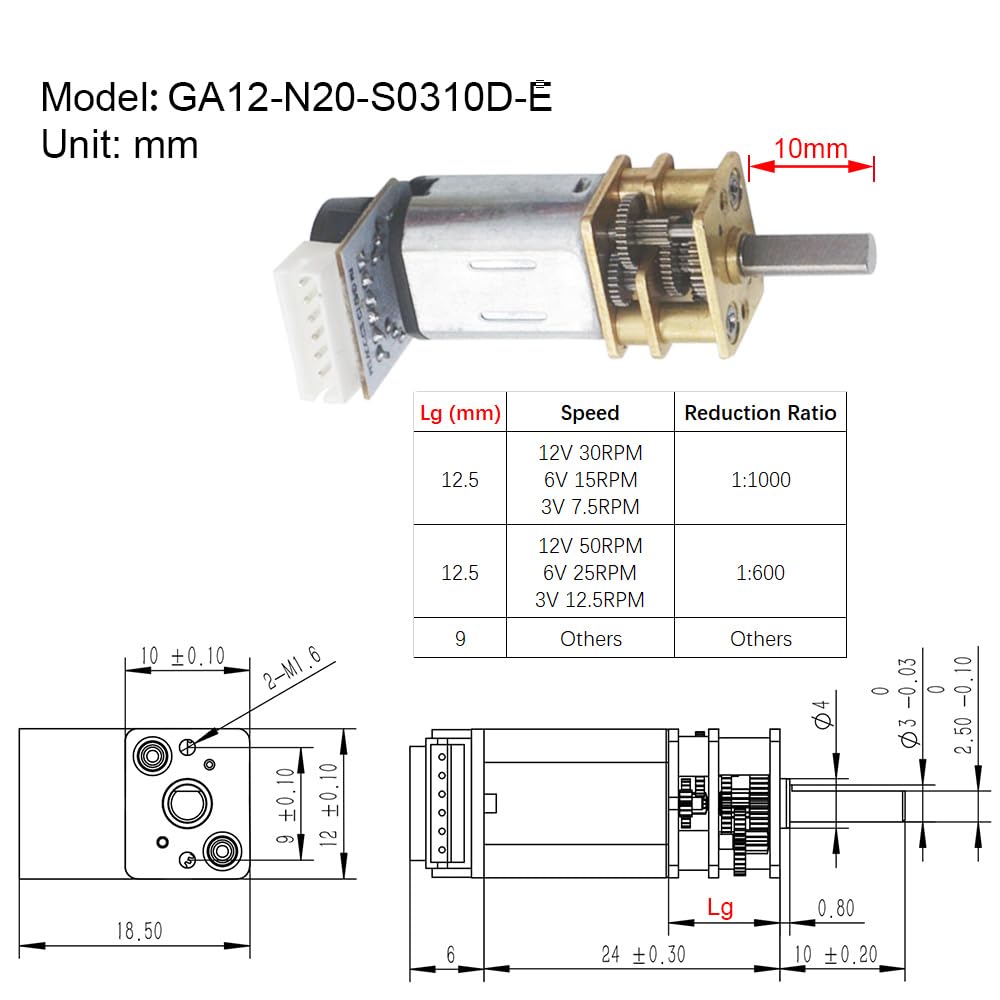 Model: GA12-N20-S0310D-E
Unit: mm
10mm
Lg (mm) Speed Reduction Ratio
12.5 12V 30RPM 1:1000
6V 15RPM
3V 7.5RPM
12.5 12V 50RPM 1:600
6V 25RPM
3V 12.5RPM
9 Others Others
10 ±0.10
2-M1.6
9 ±0.10
12 ±0.10
18.50
Ø4
0
Ø3 -0.03
0
2.50 -0.10
Lg
0.80
6
24 ±0.30
10 ±0.20